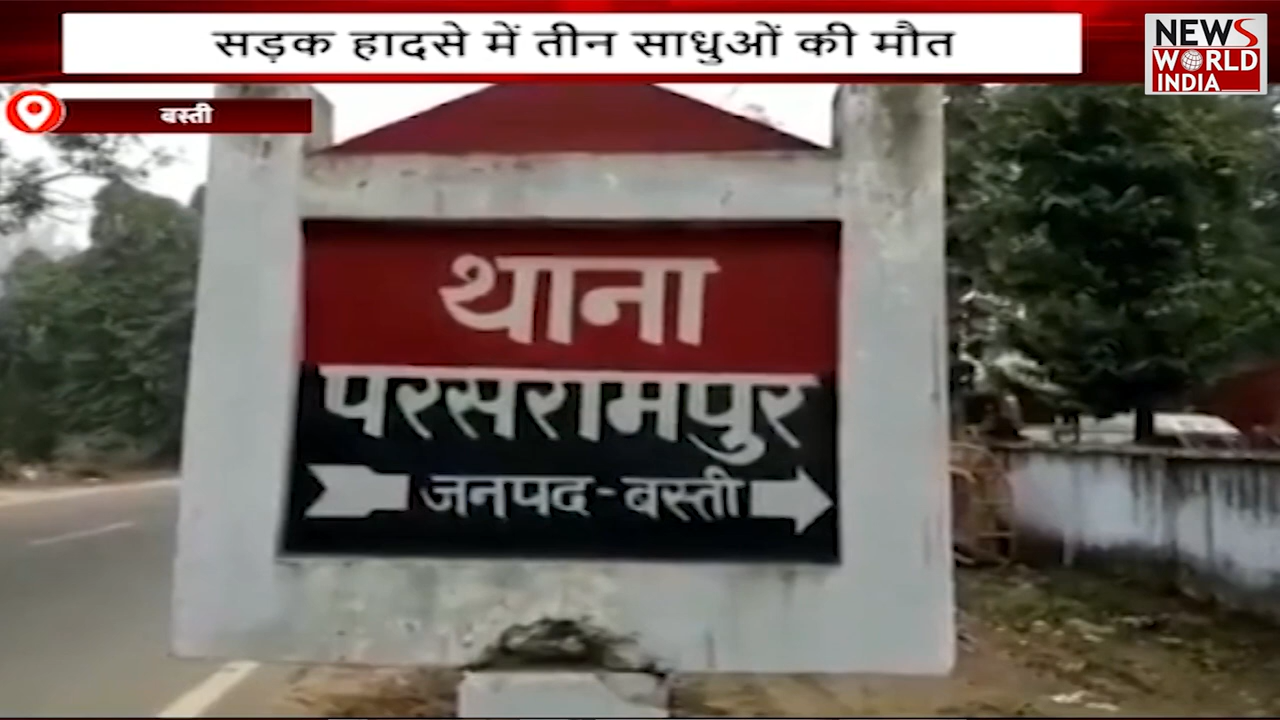 सड़क हादसे में तीन साधुओं की मौत
NEWS
WORLD
INDIA
बस्ती
थाना
परसरामपुर
जनपद - बस्ती